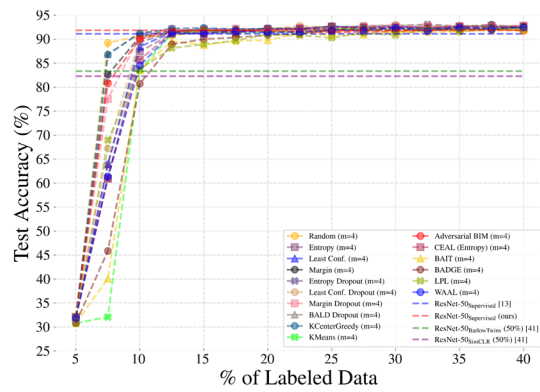 95
90
85
80
75
70
65
60
55
50
45
40
35
30
25
Test Accuracy (%)
5 10 15 20 25 30 35 40
% of Labeled Data
Random (m=4)
Entropy (m=4)
Least Conf. (m=4)
Margin (m=4)
Entropy Dropout (m=4)
Least Conf. Dropout (m=4)
Margin Dropout (m=4)
BALD Dropout (m=4)
KCenterGreedy (m=4)
KMeans (m=4)
Adversarial BIM (m=4)
CEAL (Entropy) (m=4)
BAIT (m=4)
BADGE (m=4)
LPL (m=4)
WAAL (m=4)
ResNet-50Supervised [13]
ResNet-50Supervised (ours)
ResNet-50BarlowTwins (50%) [41]
ResNet-50SimCLR (50%) [41]